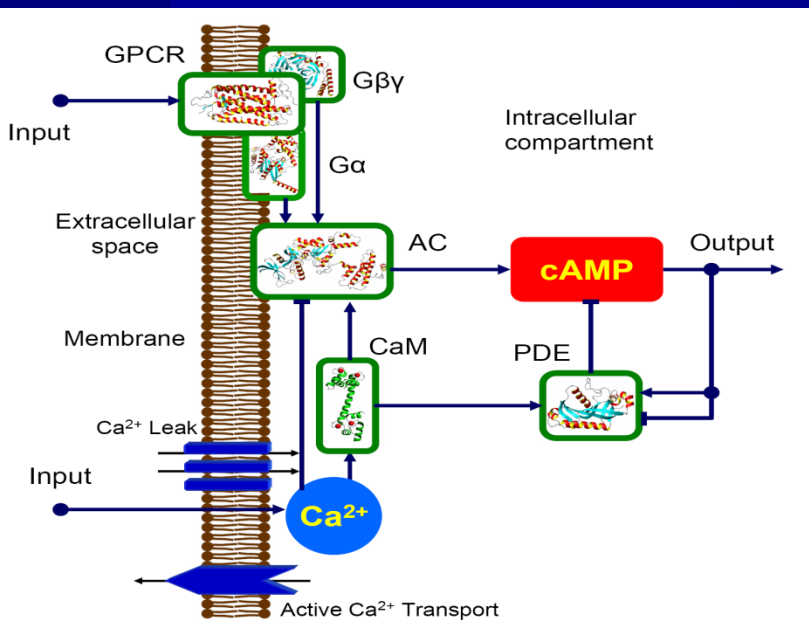 GPCR
Gβγ
Input
Intracellular
compartment
Gα
Extracellular
space
AC
cAMP
Output
Membrane
CaM
PDE
Ca²⁺ Leak
Input
Ca²⁺
Active Ca²⁺ Transport